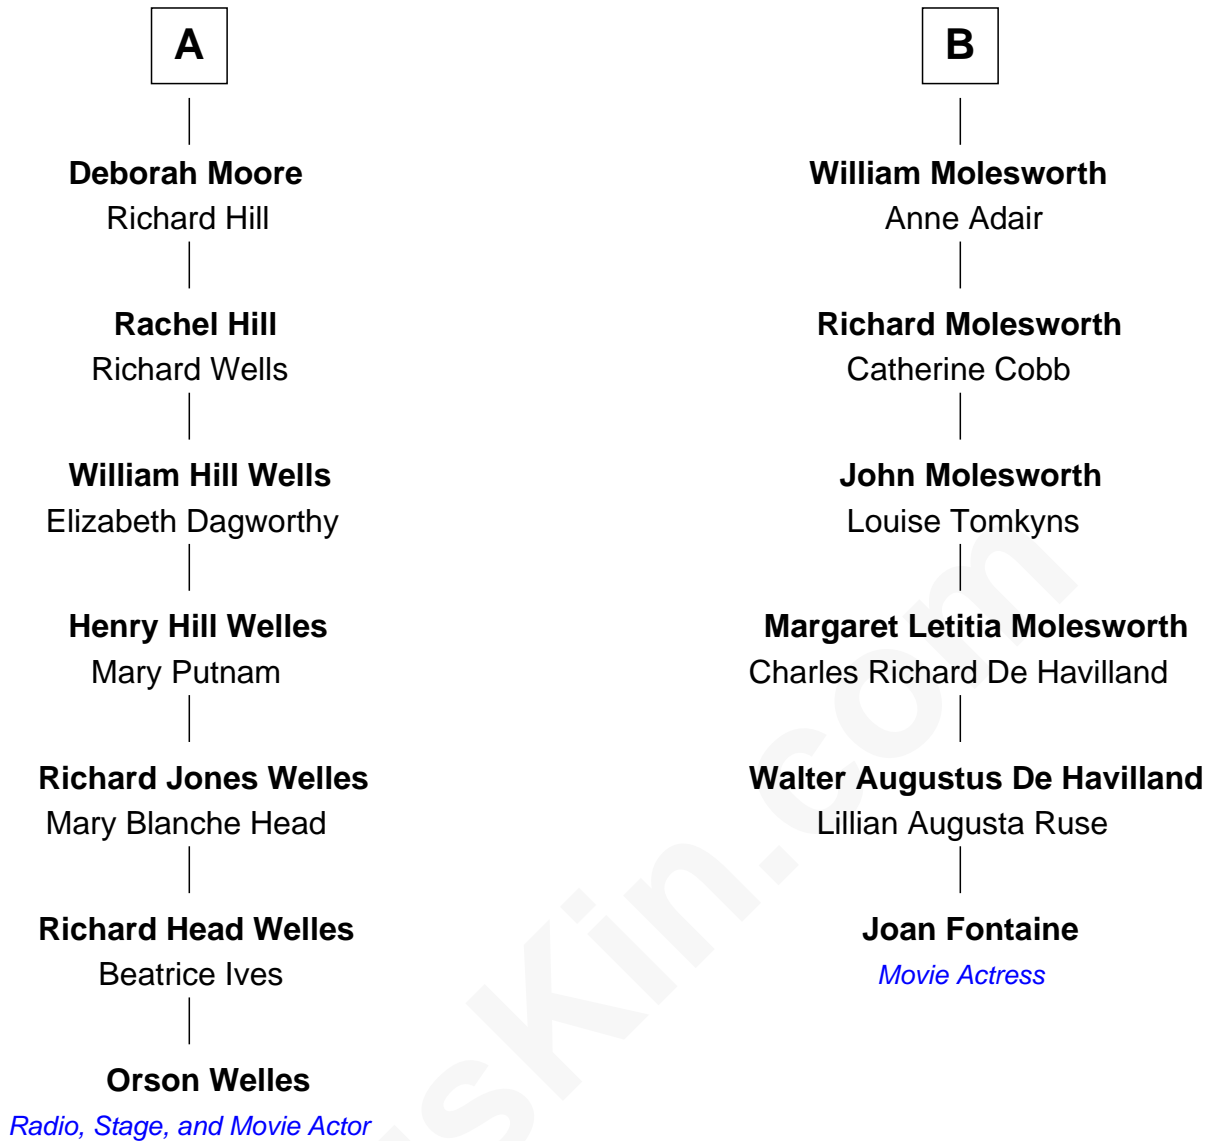 A
Deborah Moore
Richard Hill
Rachel Hill
Richard Wells
William Hill Wells
Elizabeth Dagworthy
Henry Hill Welles
Mary Putnam
Richard Jones Welles
Mary Blanche Head
Richard Head Welles
Beatrice Ives
Orson Welles
Radio, Stage, and Movie Actor
B
William Molesworth
Anne Adair
Richard Molesworth
Catherine Cobb
John Molesworth
Louise Tomkyns
Margaret Letitia Molesworth
Charles Richard De Havilland
Walter Augustus De Havilland
Lillian Augusta Ruse
Joan Fontaine
Movie Actress